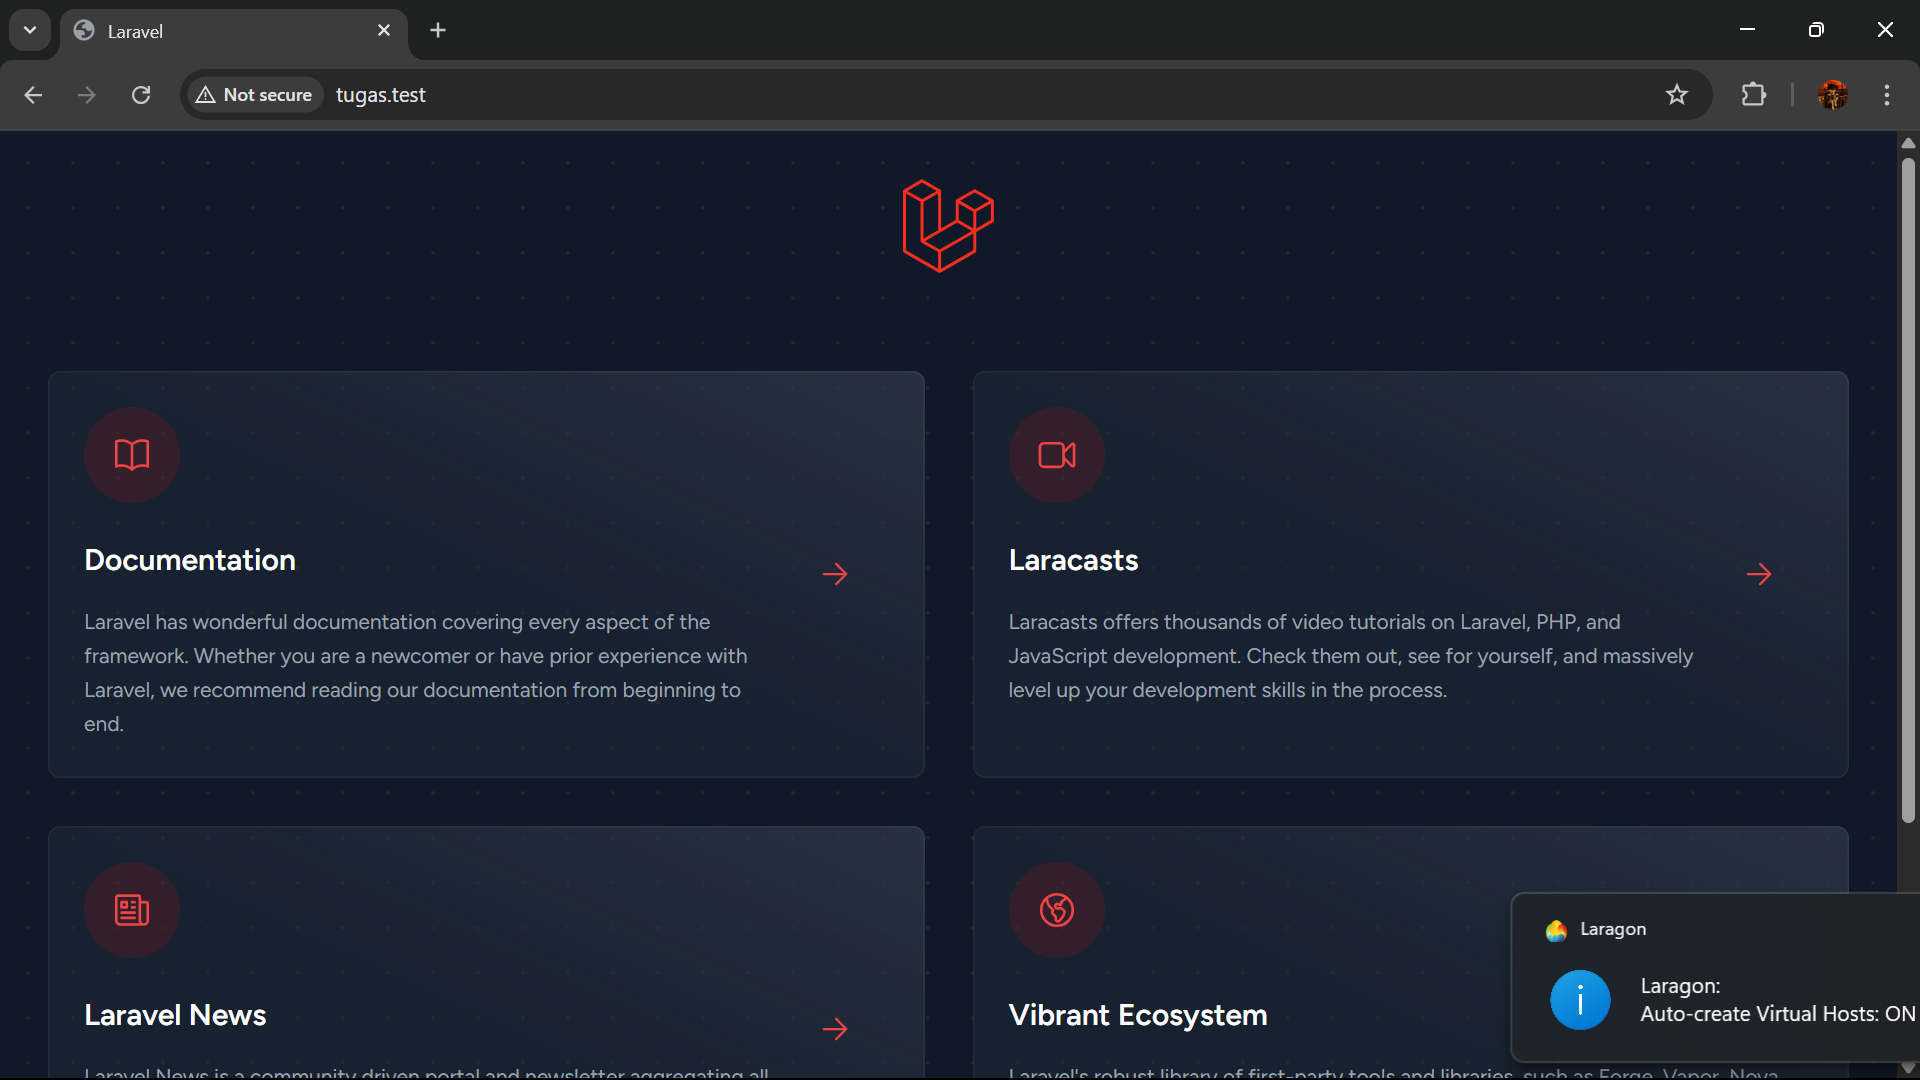 Laravel
Not secure
tugas.test
Documentation
Laravel has wonderful documentation covering every aspect of the
framework. Whether you are a newcomer or have prior experience with
Laravel, we recommend reading our documentation from beginning to
end.
Laracasts
Laracasts offers thousands of video tutorials on Laravel, PHP, and
JavaScript development. Check them out, see for yourself, and massively
level up your development skills in the process.
Laravel News
Laravel News is a community driven portal and newsletter aggregating all
Vibrant Ecosystem
Laravel's robust library of first-party tools and libraries, such as Forge, Vapor, Nova,
Laragon
Laragon:
Auto-create Virtual Hosts: ON